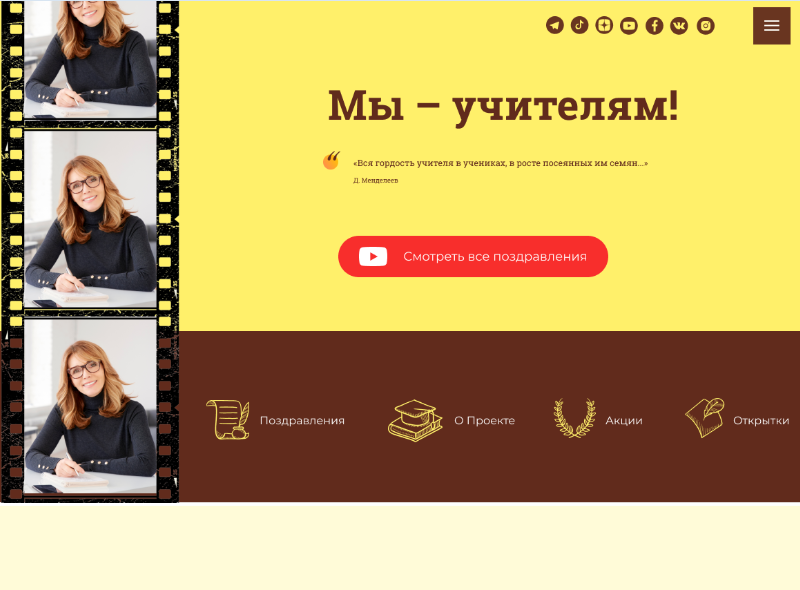 Мы – учителям!
«Вся гордость учителя в учениках, в росте посеянных им семян...»
Д. Менделеев
Смотреть все поздравления
Поздравления
О Проекте
Акции
Открытки